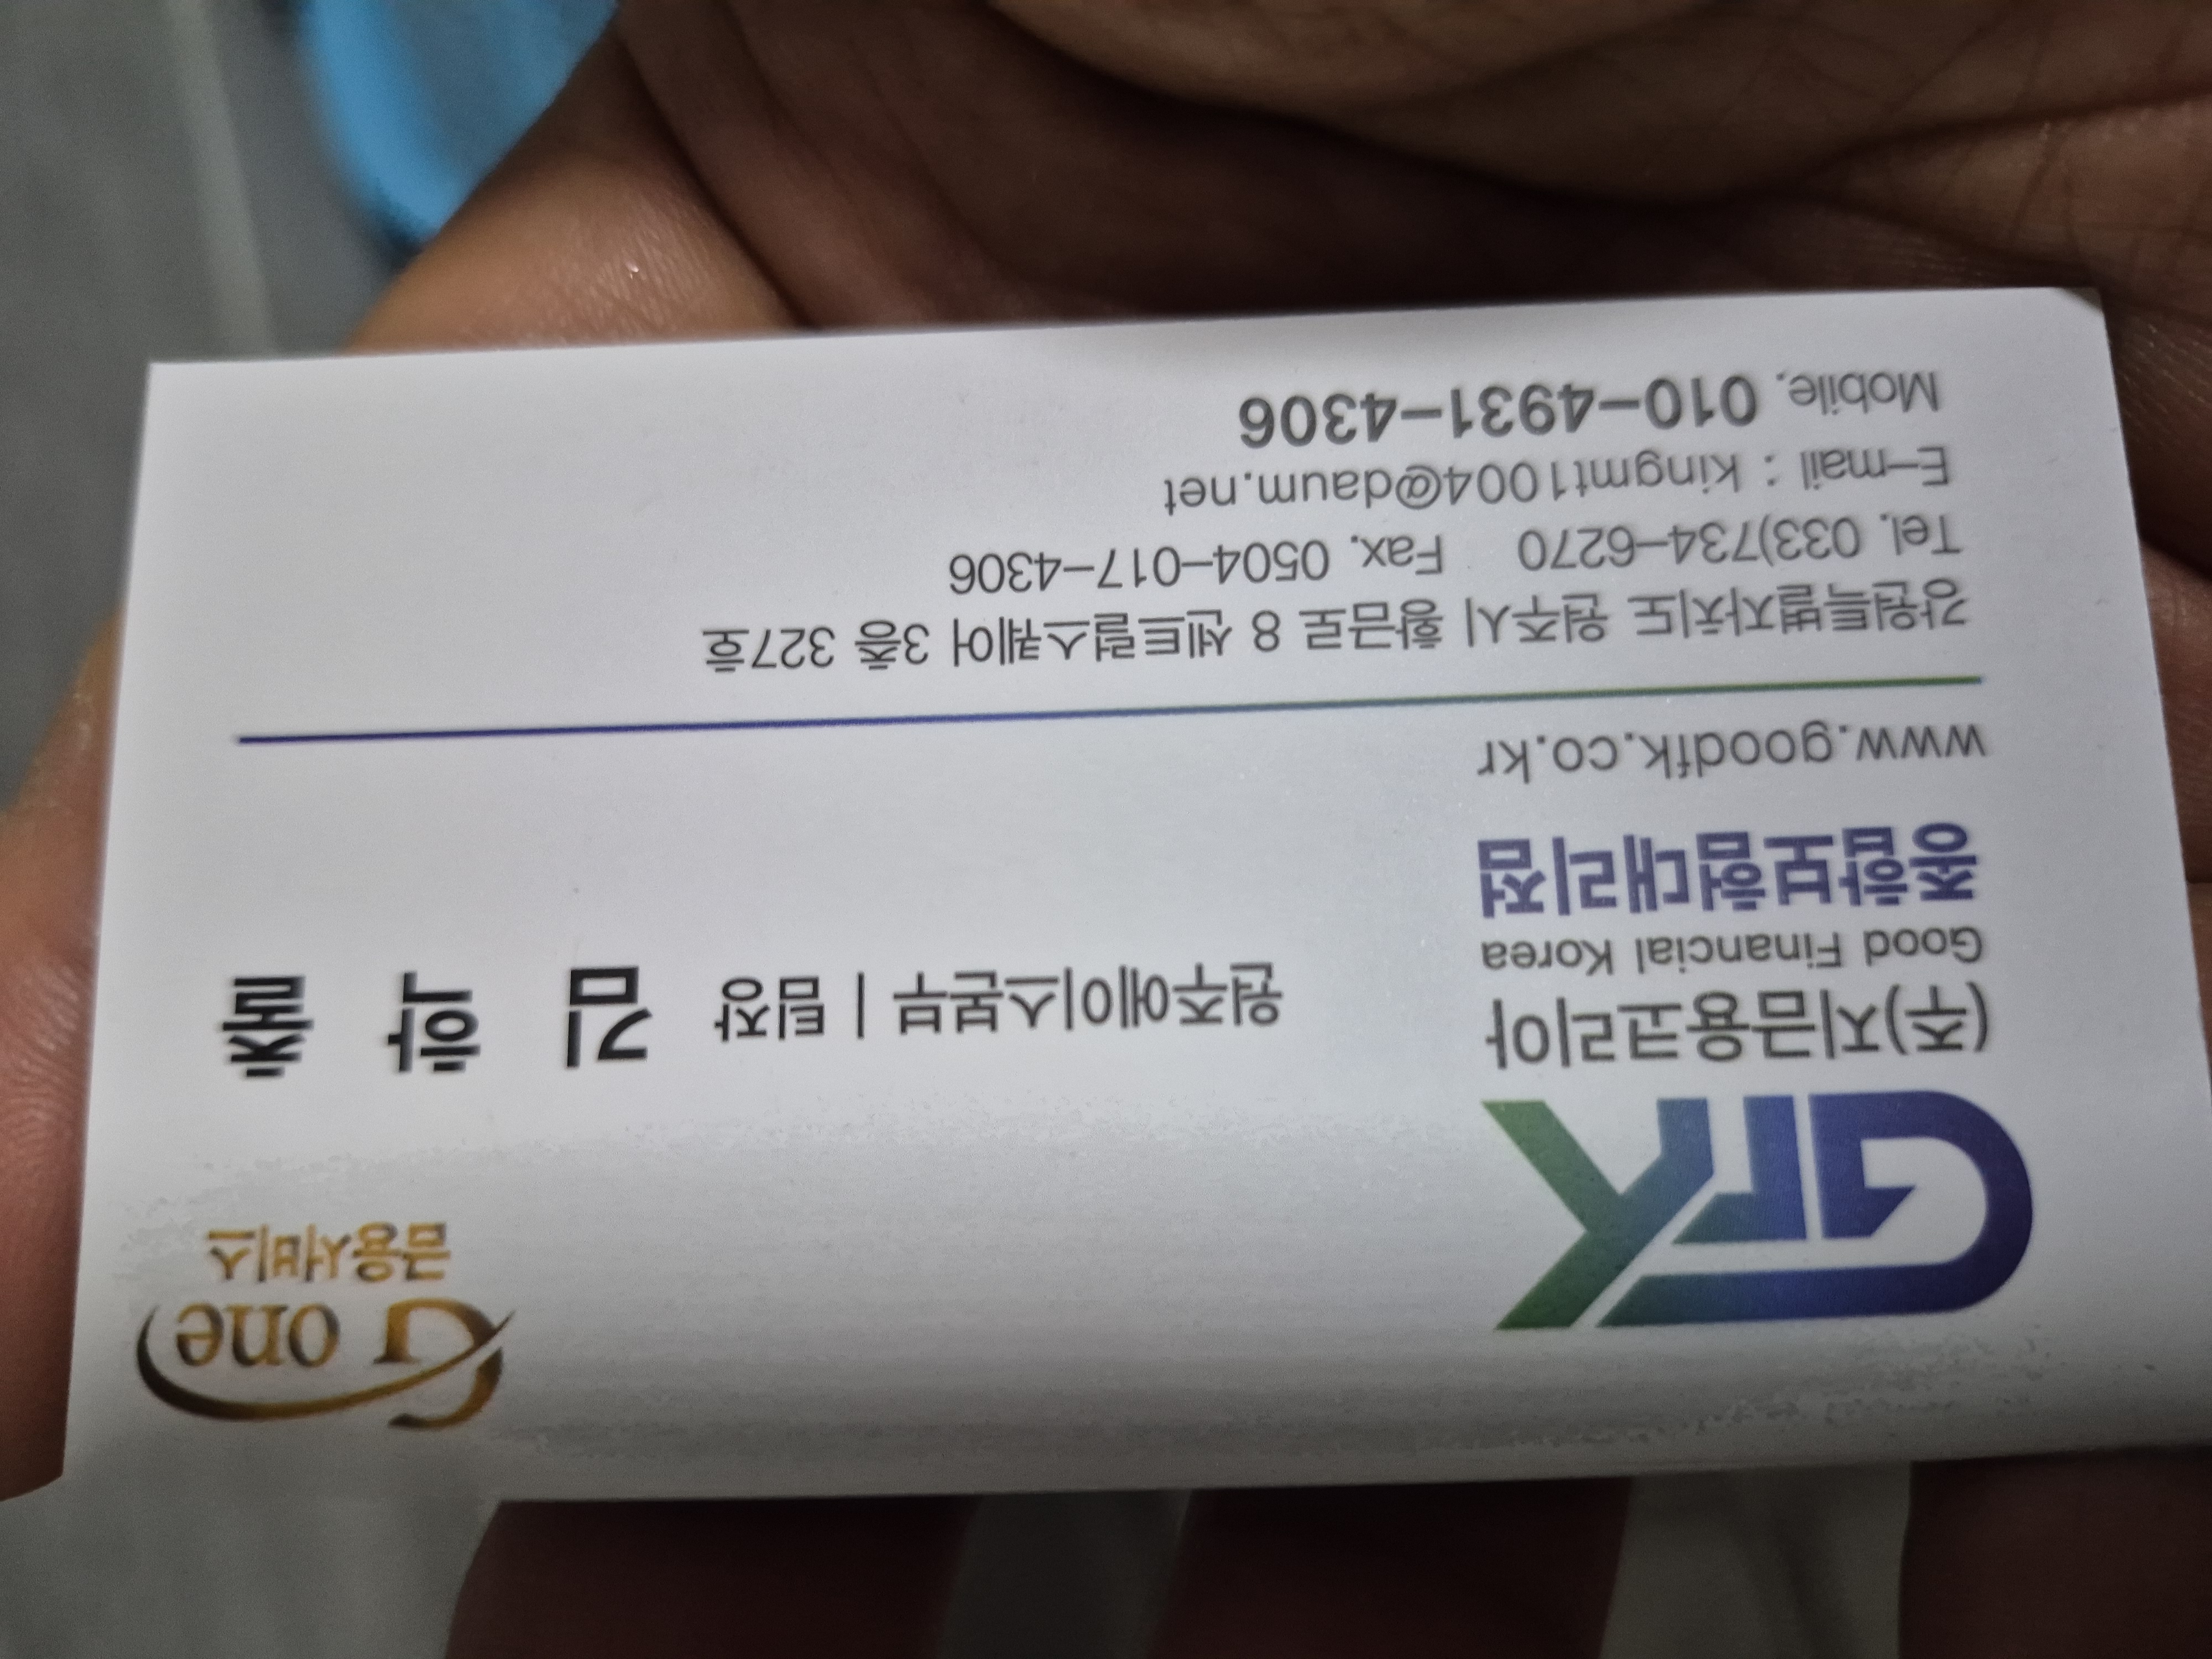 GFK
G one
금융서비스
(주)지금융코리아
Good Financial Korea
종합보험대리점
www.goodfk.co.kr
원주에이스본부 | 팀장 김 학 출
강원특별자치도 원주시 황금로 8 센트럴스퀘어 3층 327호
Tel. 033)734-6270 Fax. 0504-017-4306
E-mail : kingmt1004@daum.net
Mobile. 010-4931-4306